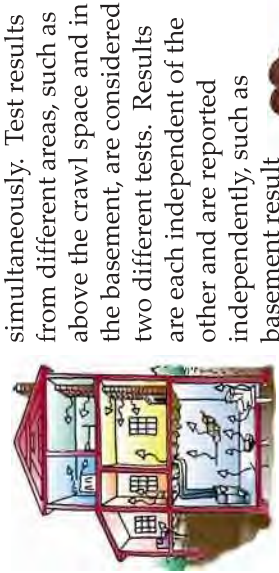 simultaneously. Test results
from different areas, such as
above the crawl space and in
the basement, are considered
two different tests. Results
are each independent of the
other and are reported
independently, such as
basement result